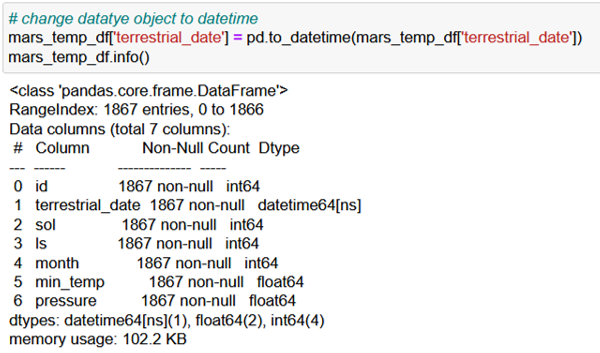 # change datatye object to datetime
mars_temp_df['terrestrial_date'] = pd.to_datetime(mars_temp_df['terrestrial_date'])
mars_temp_df.info()
<class 'pandas.core.frame.DataFrame'>
RangeIndex: 1867 entries, 0 to 1866
Data columns (total 7 columns):
# Column Non-Null Count Dtype
--- ------ -------------- -----
0 id 1867 non-null int64
1 terrestrial_date 1867 non-null datetime64[ns]
2 sol 1867 non-null int64
3 ls 1867 non-null int64
4 month 1867 non-null int64
5 min_temp 1867 non-null float64
6 pressure 1867 non-null float64
dtypes: datetime64[ns](1), float64(2), int64(4)
memory usage: 102.2 KB